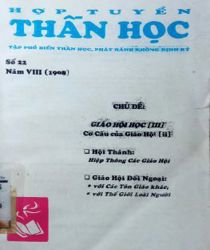 HỢP TUYỂN
THẦN HỌC
TẬP PHỔ BIẾN THẦN HỌC, PHÁT HÀNH KHÔNG ĐỊNH KỲ
Số 22
Năm VIII (1998)
CHỦ ĐỀ:
GIÁO HỘI HỌC [III]
Cơ Cấu của Giáo Hội [ii]
Hội Thánh:
Hiệp Thông Các Giáo Hội
Giáo Hội Đối Ngoại:
• với Các Tôn Giáo khác,
• với Thế Giới Loài Người